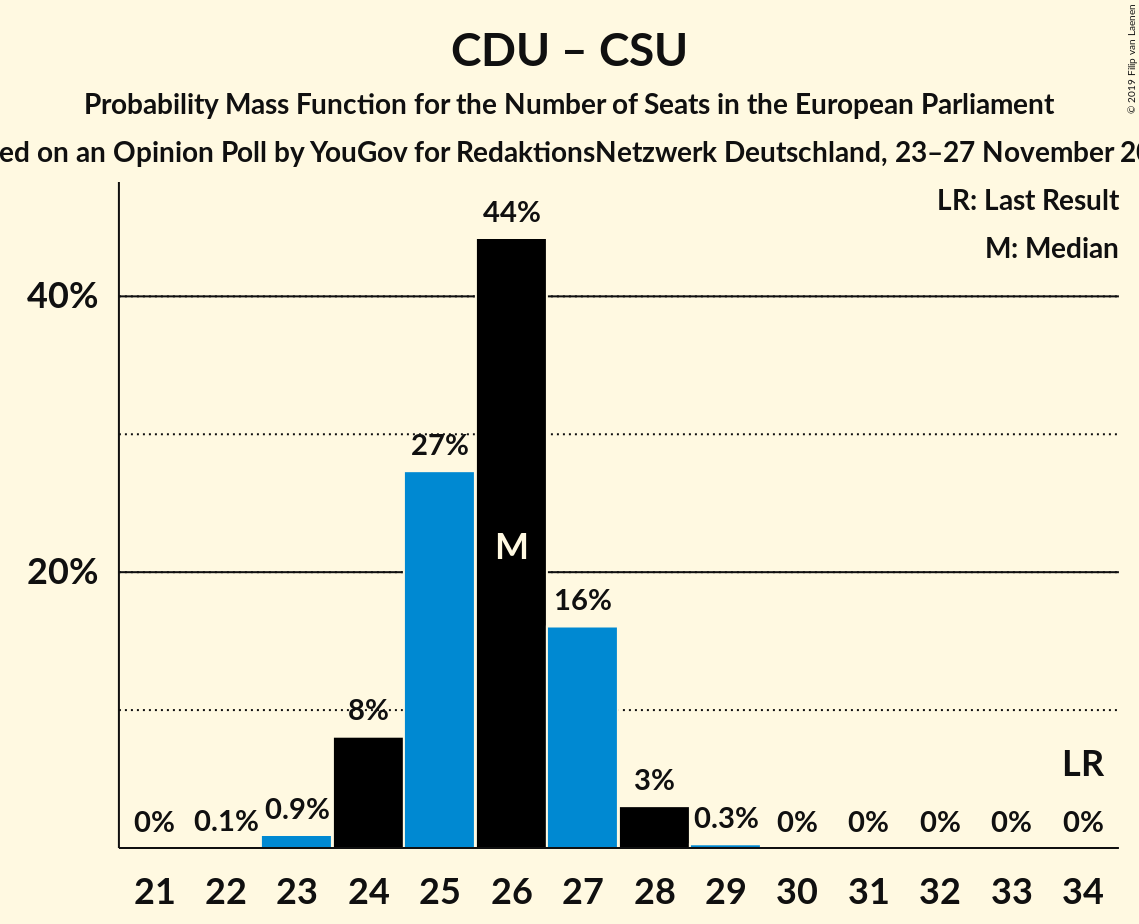 CDU – CSU
Probability Mass Function for the Number of Seats in the European Parliament
on an Opinion Poll by YouGov for RedaktionsNetzwerk Deutschland, 23–27 November
© 2019 Filip van Laenen
LR: Last Result
M: Median
44%
40%
27%
M
20%
16%
8%
LR
3%
0% 0.1% 0.9% 0.3% 0% 0% 0% 0% 0%
21 22 23 24 25 26 27 28 29 30 31 32 33 34